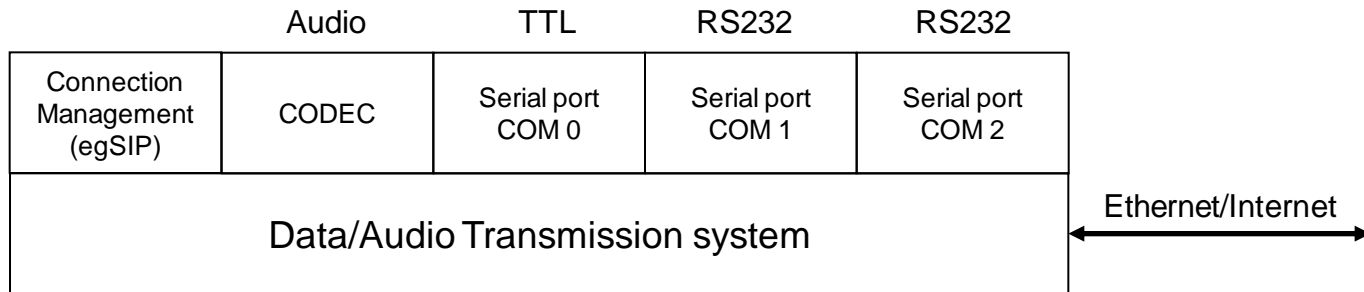 Audio
TTL
RS232
RS232
Connection
Management
(egSIP)
CODEC
Serial port
COM 0
Serial port
COM 1
Serial port
COM 2
Data/Audio Transmission system
Ethernet/Internet